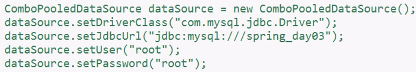 ComboPooledDataSource dataSource = new ComboPooledDataSource();
dataSource.setDriverClass("com.mysql.jdbc.Driver");
dataSource.setJdbcUrl("jdbc:mysql:///spring_day03");
dataSource.setUser("root");
dataSource.setPassword("root");